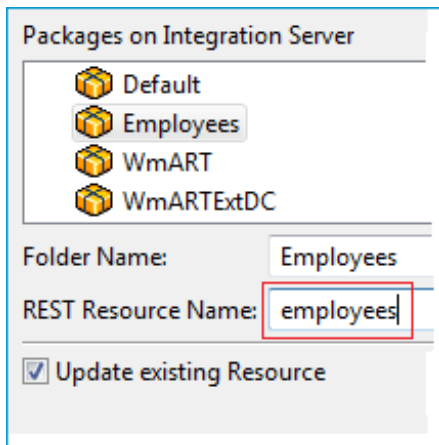 Packages on Integration Server
Default
Employees
WmART
WmARTExtDC
Folder Name: Employees
REST Resource Name: employees
Update existing Resource